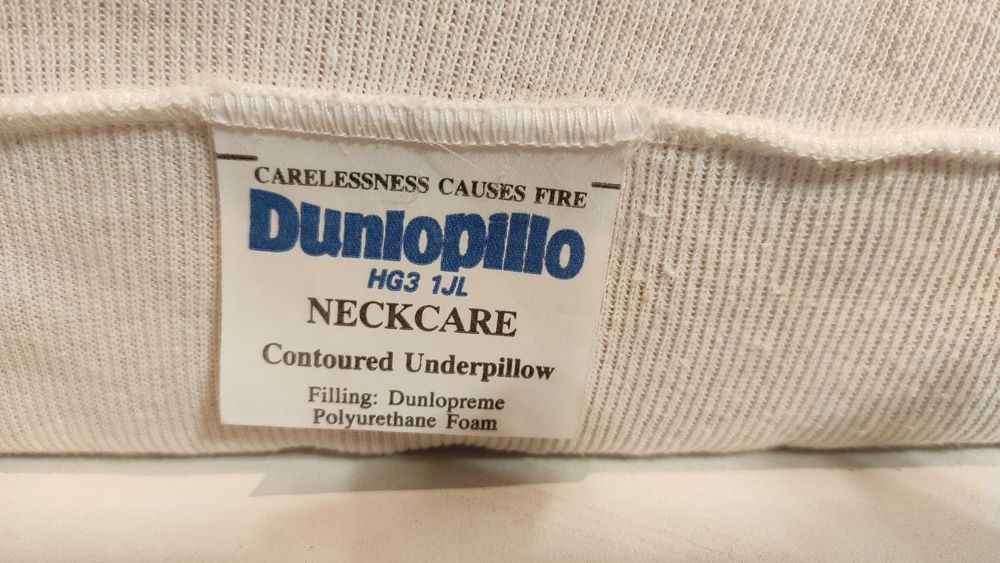 CARELESSNESS CAUSES FIRE
Dunlopillo
HG3 1JL
NECKCARE
Contoured Underpillow
Filling: Dunlopreme
Polyurethane Foam